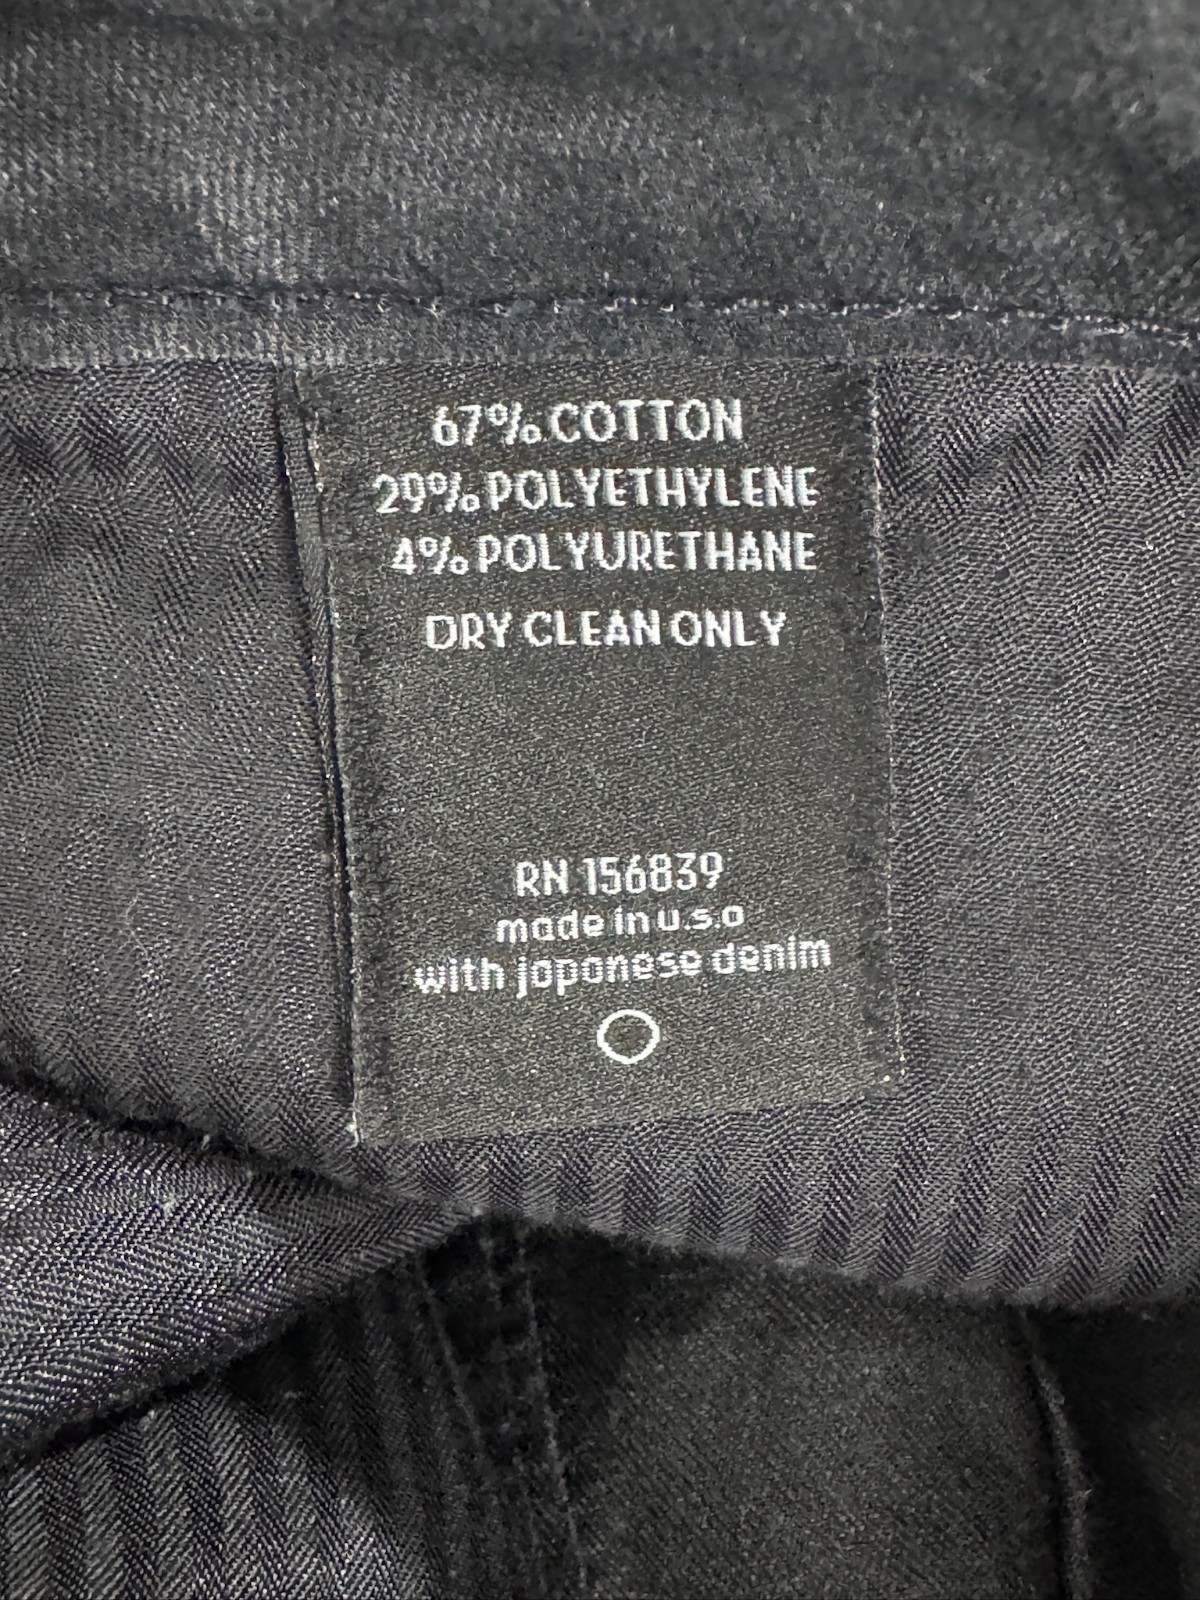 67% COTTON
29% POLYETHYLENE
4% POLYURETHANE
DRY CLEAN ONLY
RN 156839
made in u.s.a
with japanese denim